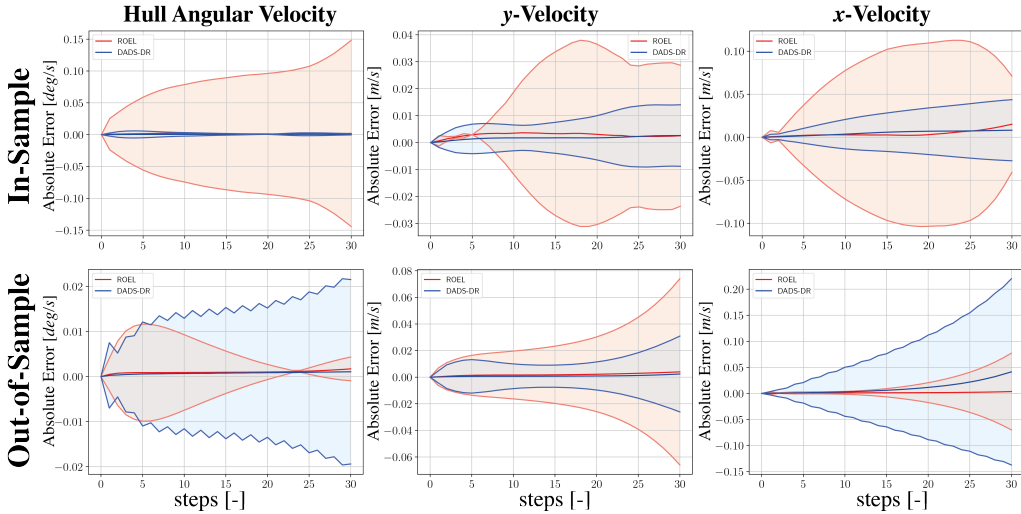 Hull Angular Velocity
y-Velocity
x-Velocity
In-Sample
Absolute Error [deg/s]
0.15
0.10
0.05
0.00
−0.05
−0.10
−0.15
ROEL
DADS-DR
0 5 10 15 20 25 30
Absolute Error [m/s]
0.04
0.03
0.02
0.01
0.00
−0.01
−0.02
−0.03
ROEL
DADS-DR
0 5 10 15 20 25 30
Absolute Error [m/s]
0.10
0.05
0.00
−0.05
−0.10
ROEL
DADS-DR
0 5 10 15 20 25 30
Out-of-Sample
Absolute Error [deg/s]
0.02
0.01
0.00
−0.01
−0.02
ROEL
DADS-DR
0 5 10 15 20 25 30
steps [-]
Absolute Error [m/s]
0.08
0.06
0.04
0.02
0.00
−0.02
−0.04
−0.06
ROEL
DADS-DR
0 5 10 15 20 25 30
steps [-]
Absolute Error [m/s]
0.20
0.15
0.10
0.05
0.00
−0.05
−0.10
−0.15
ROEL
DADS-DR
0 5 10 15 20 25 30
steps [-]